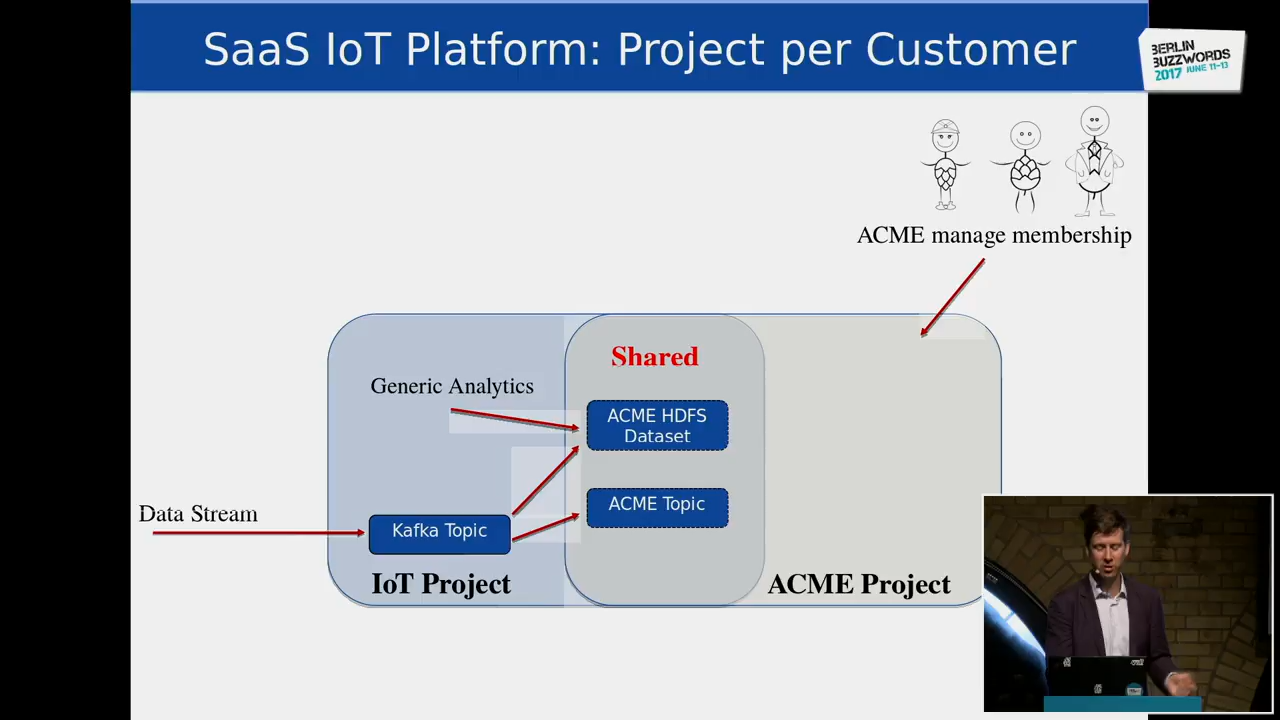 SaaS IoT Platform: Project per Customer
BERLIN
BUZZWORDS
2017 JUNE 11-13
ACME manage membership
Shared
Generic Analytics
ACME HDFS
Dataset
ACME Topic
Data Stream
Kafka Topic
IoT Project
ACME Project